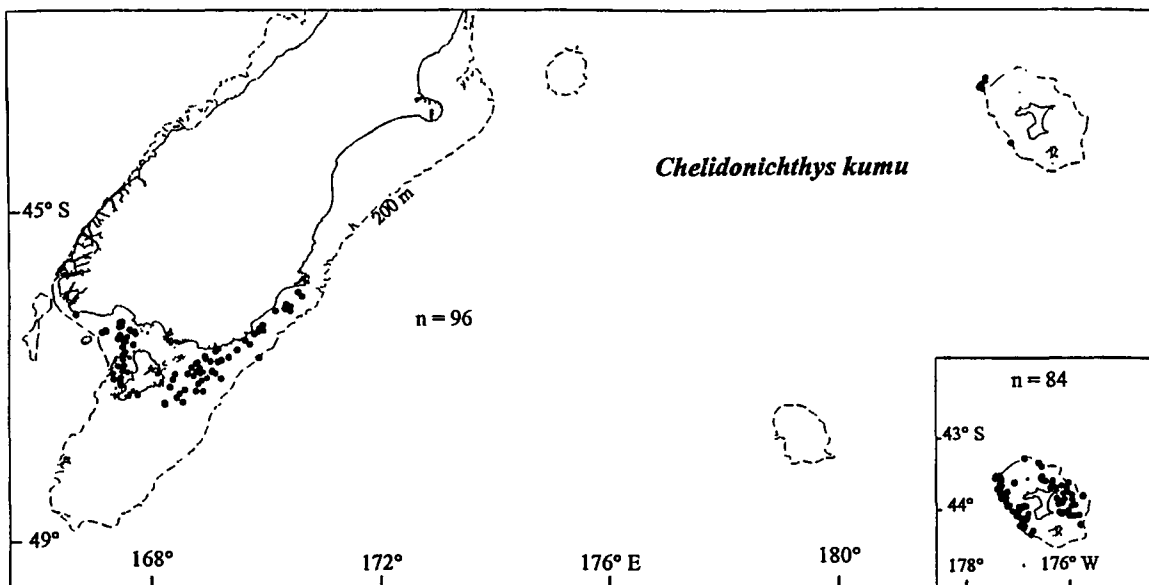 Chelidonichthys kumu
45° S
200 m
n = 96
n = 84
43° S
44°
49°
168°
172°
176° E
180°
178°
176° W